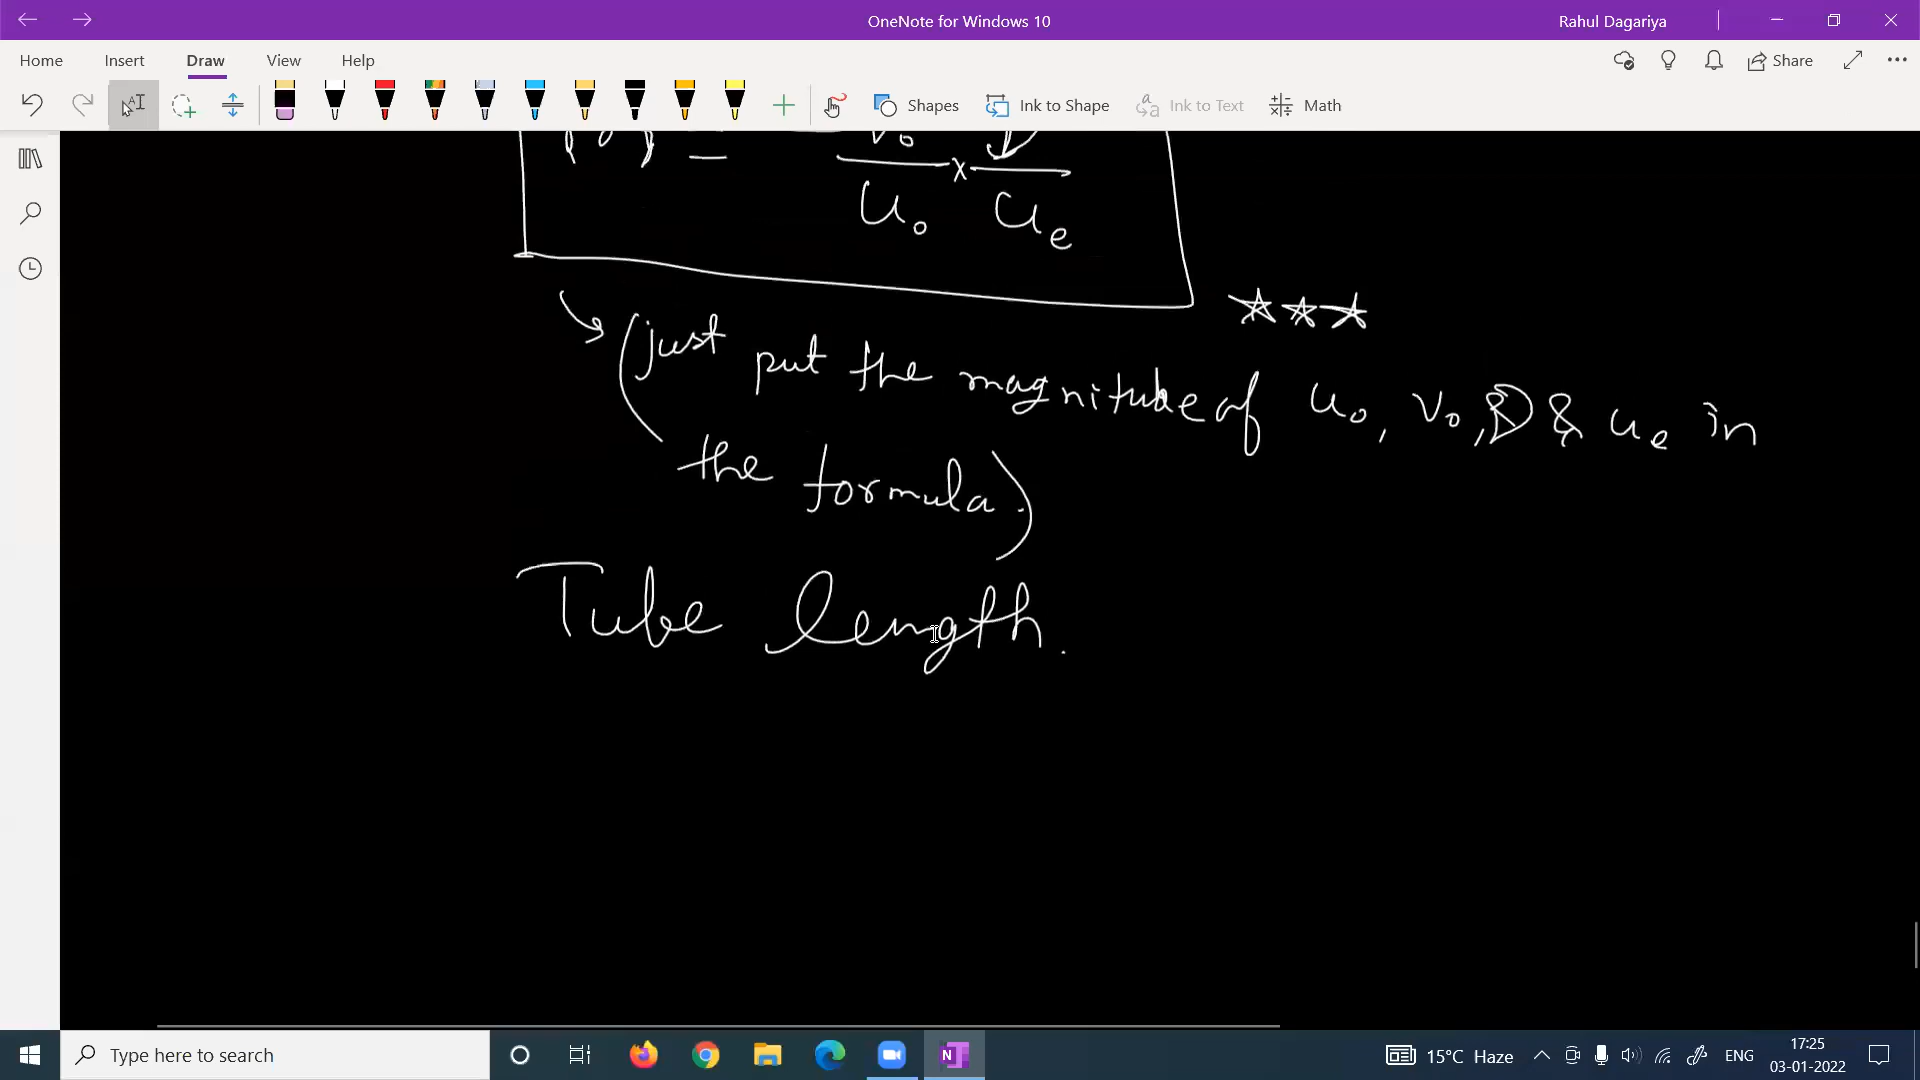 OneNote for Windows 10
Rahul Dagariya
Home Insert Draw View Help
Share
Shapes Ink to Shape Ink to Text Math
v₀ D
u₀ × uₑ
(just put the magnitude of u₀, v₀, D & uₑ in
the formula.)
Tube length.
Type here to search
15°C Haze
ENG
17:25
03-01-2022